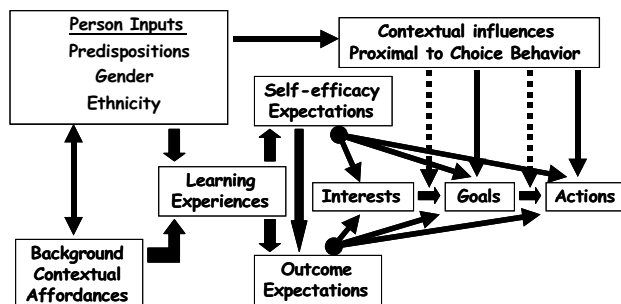 Person Inputs
Predispositions
Gender
Ethnicity
Contextual influences
Proximal to Choice Behavior
Self-efficacy
Expectations
Learning
Experiences
Interests
Goals
Actions
Background
Contextual
Affordances
Outcome
Expectations